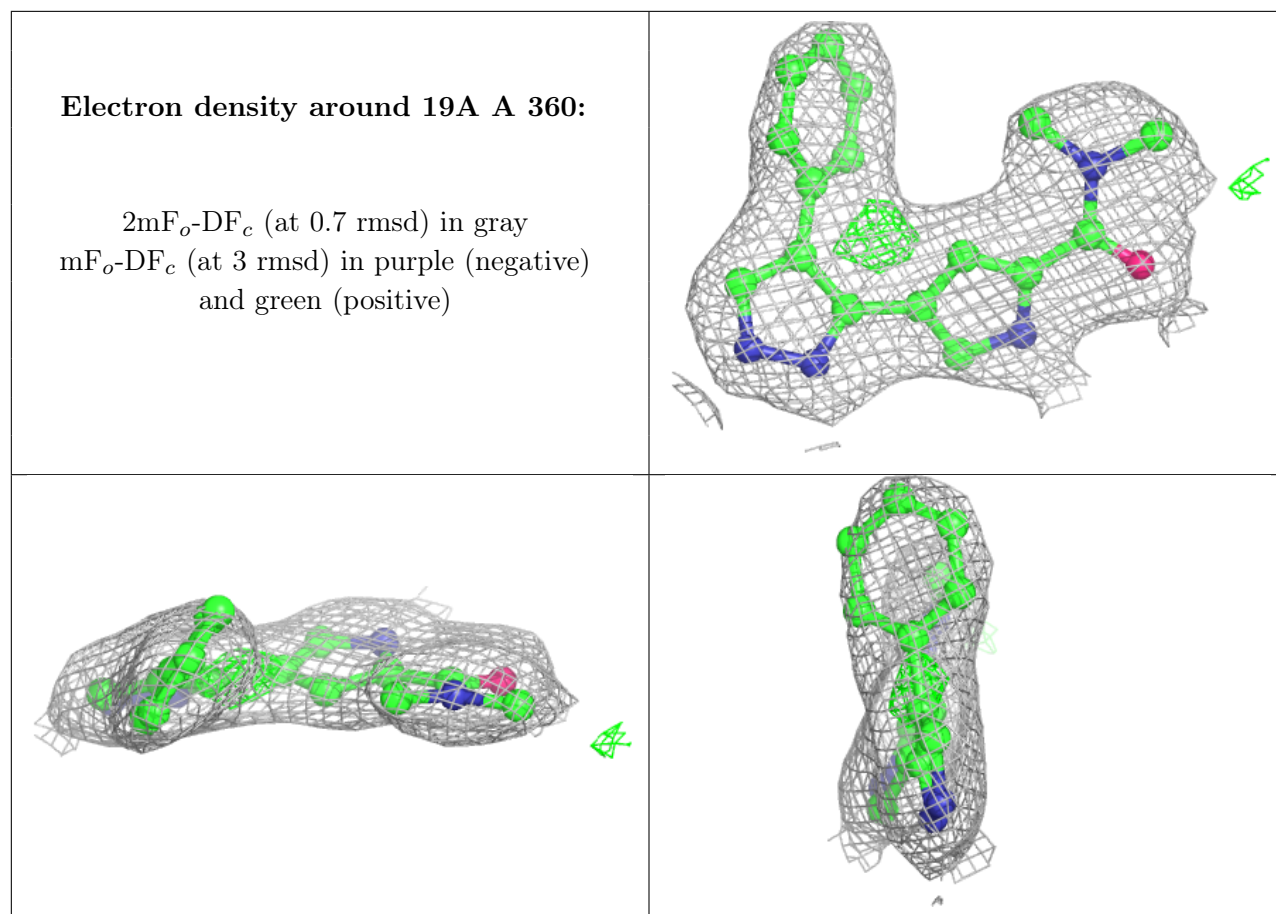 Electron density around 19A A 360:
2mFo-DFc (at 0.7 rmsd) in gray
mFo-DFc (at 3 rmsd) in purple (negative)
and green (positive)